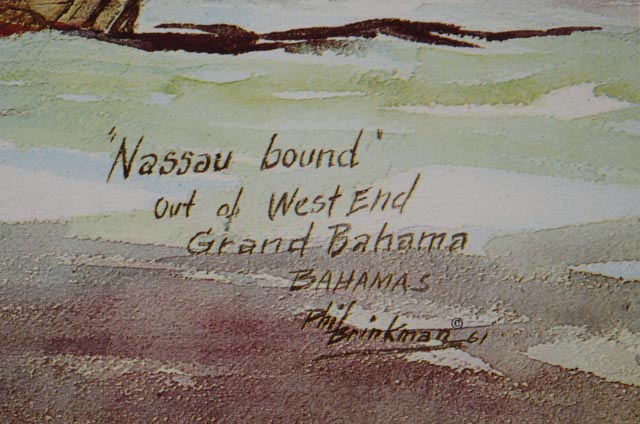 "Nassau bound"
Out of West End
Grand Bahama
BAHAMAS
Phil
Brinkman © 61